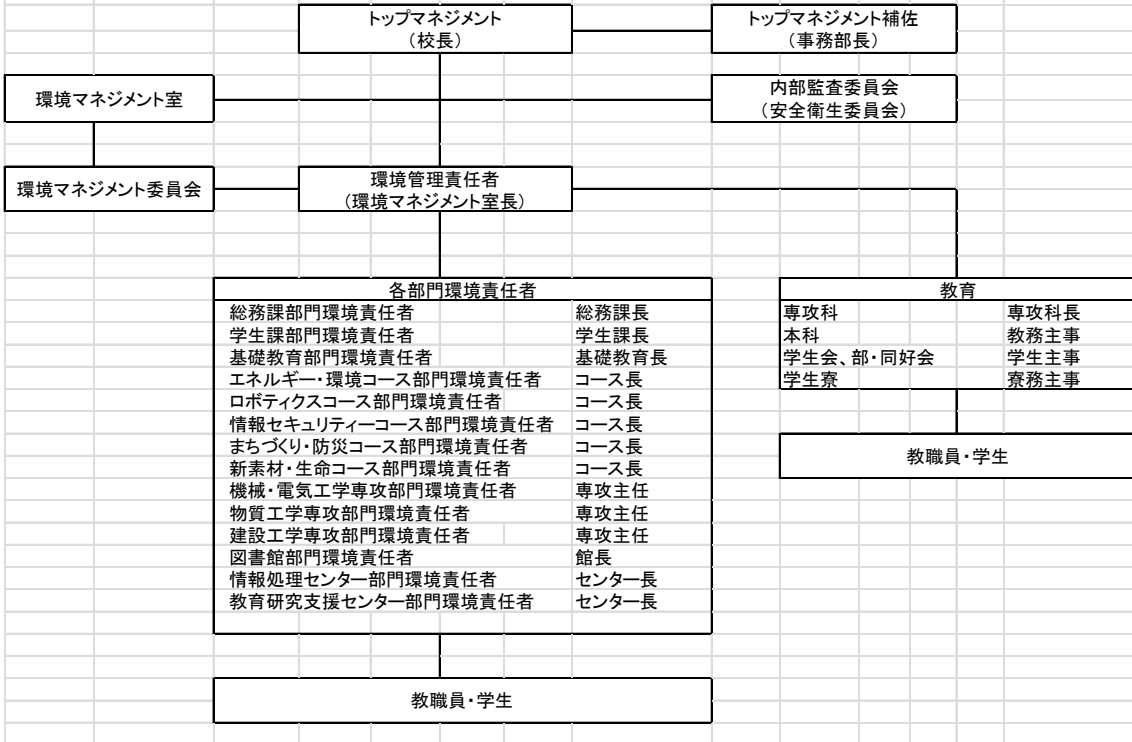 トップマネジメント
（校長）
トップマネジメント補佐
（事務部長）
環境マネジメント室
内部監査委員会
（安全衛生委員会）
環境マネジメント委員会
環境管理責任者
（環境マネジメント室長）
各部門環境責任者
総務課部門環境責任者 総務課長
学生課部門環境責任者 学生課長
基礎教育部門環境責任者 基礎教育長
エネルギー・環境コース部門環境責任者 コース長
ロボティクスコース部門環境責任者 コース長
情報セキュリティーコース部門環境責任者 コース長
まちづくり・防災コース部門環境責任者 コース長
新素材・生命コース部門環境責任者 コース長
機械・電気工学専攻部門環境責任者 専攻主任
物質工学専攻部門環境責任者 専攻主任
建設工学専攻部門環境責任者 専攻主任
図書館部門環境責任者 館長
情報処理センター部門環境責任者 センター長
教育研究支援センター部門環境責任者 センター長
教職員・学生
教育
専攻科 専攻科長
本科 教務主事
学生会、部・同好会 学生主事
学生寮 寮務主事
教職員・学生